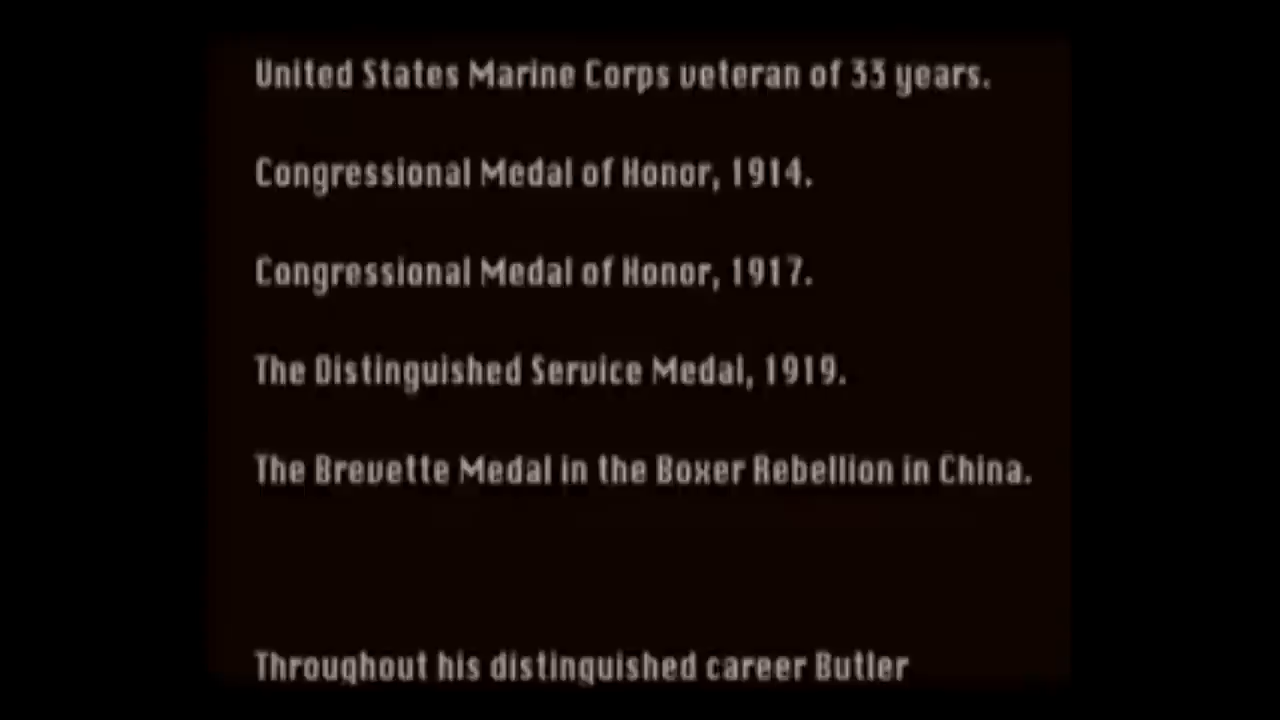 United States Marine Corps veteran of 33 years.
Congressional Medal of Honor, 1914.
Congressional Medal of Honor, 1917.
The Distinguished Service Medal, 1919.
The Brevette Medal in the Boxer Rebellion in China.
Throughout his distinguished career Butler